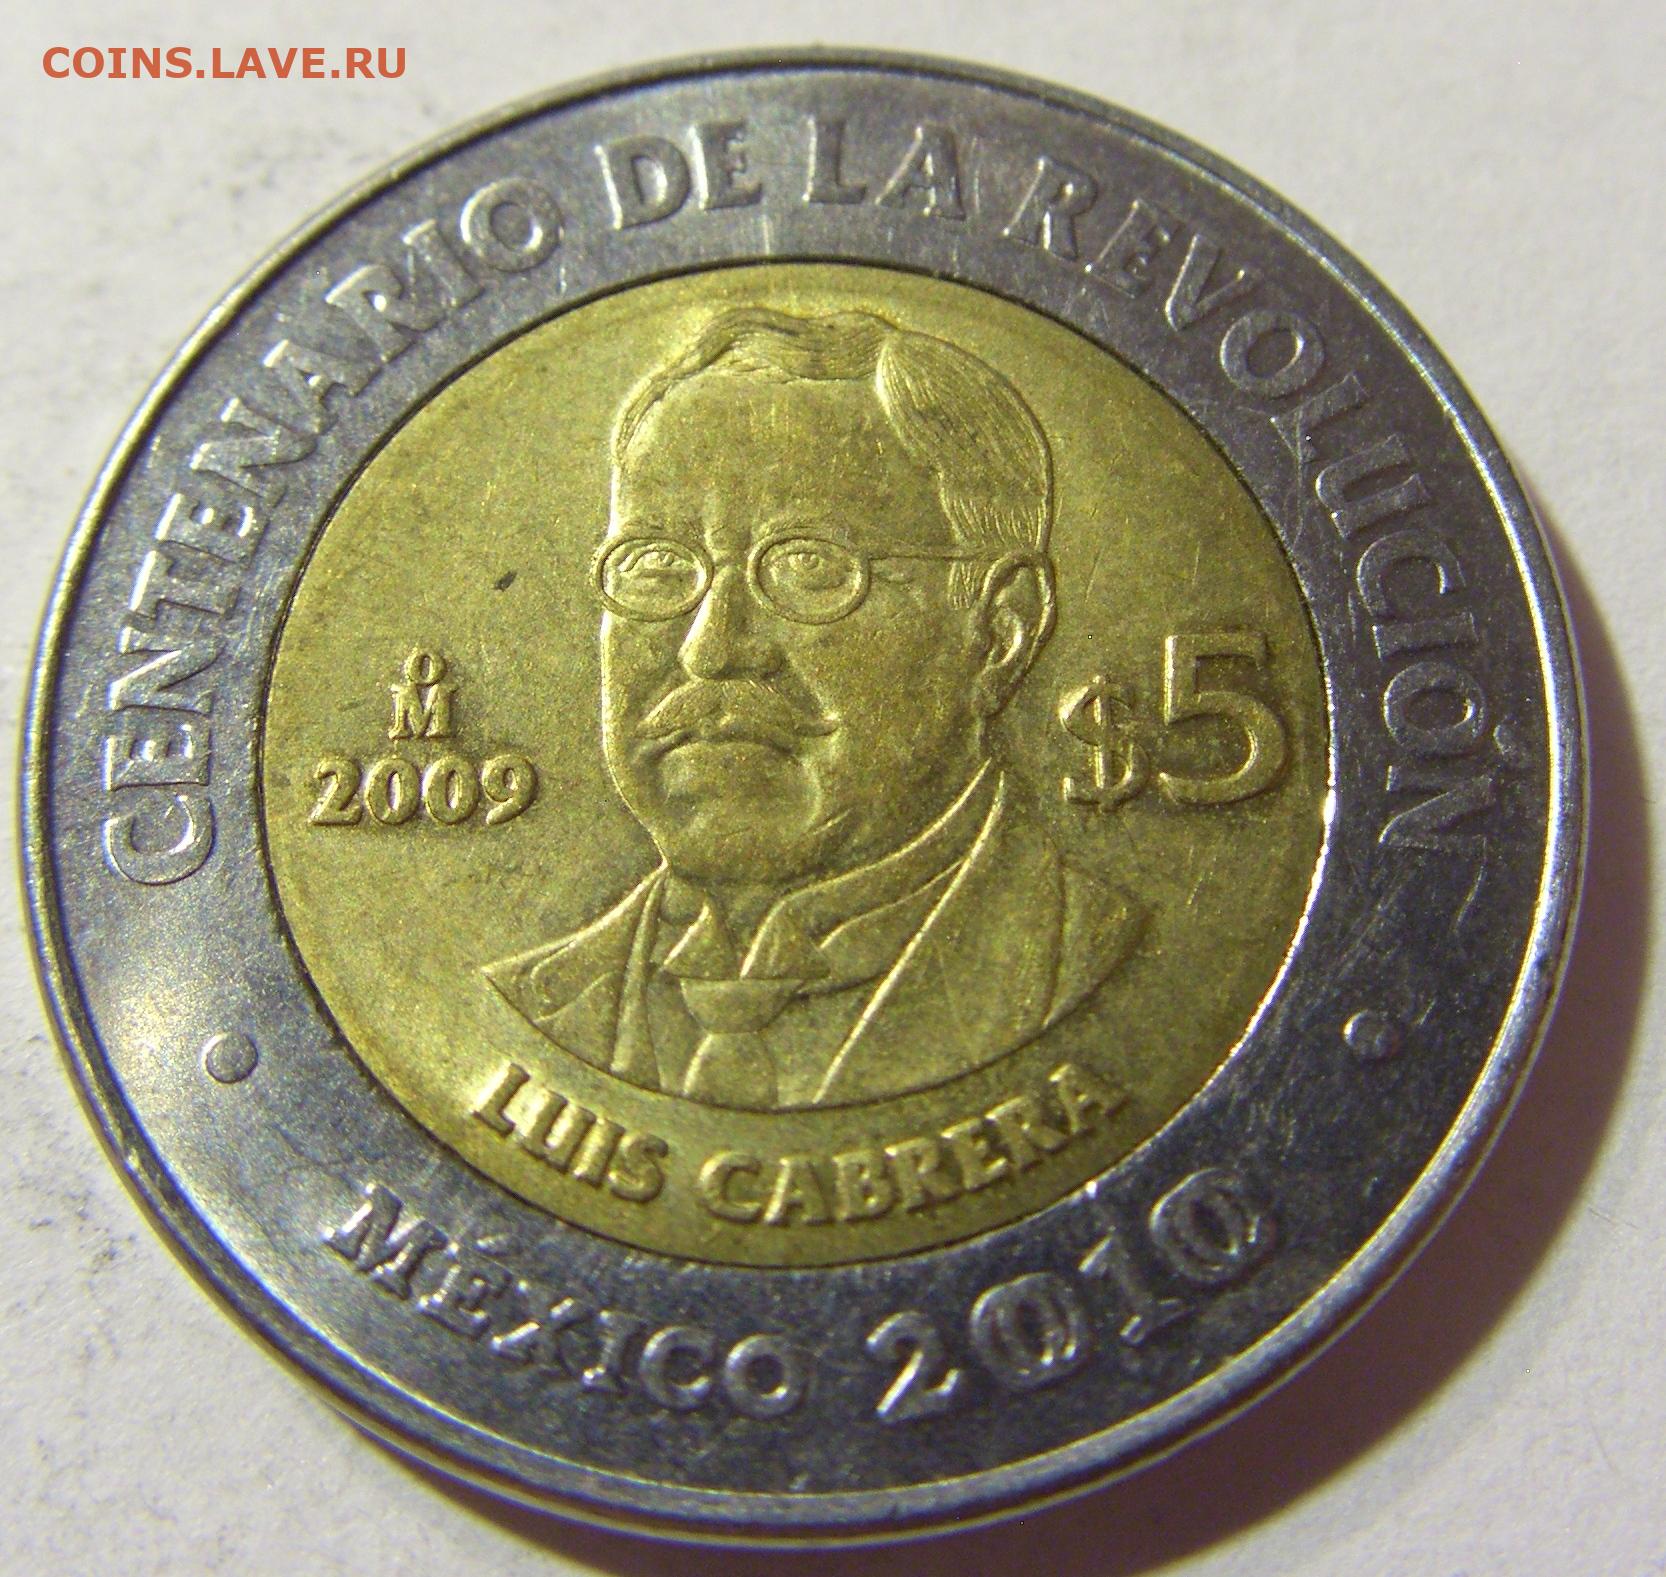 COINS.LAVE.RU
CENTENARIO DE LA REVOLUCIÓN
o
M
2009
$5
LUIS CABRERA
MÉXICO 2010